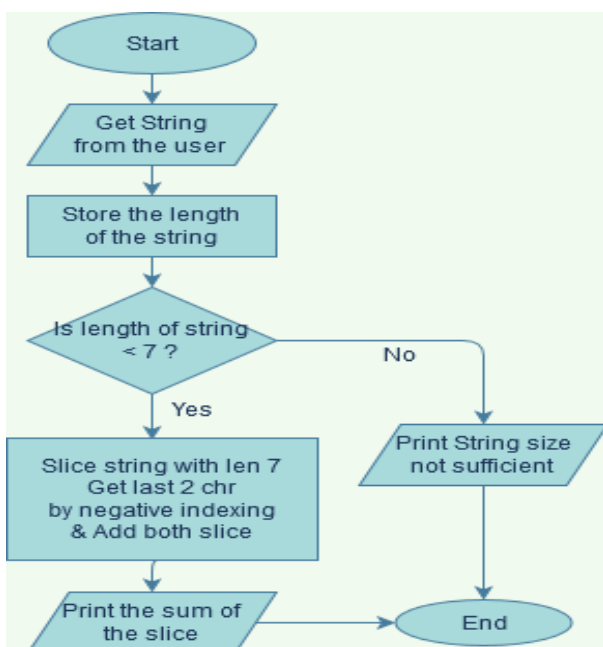 Start
Get String
from the user
Store the length
of the string
Is length of string
< 7 ?
No
Yes
Print String size
not sufficient
Slice string with len 7
Get last 2 chr
by negative indexing
& Add both slice
Print the sum of
the slice
End